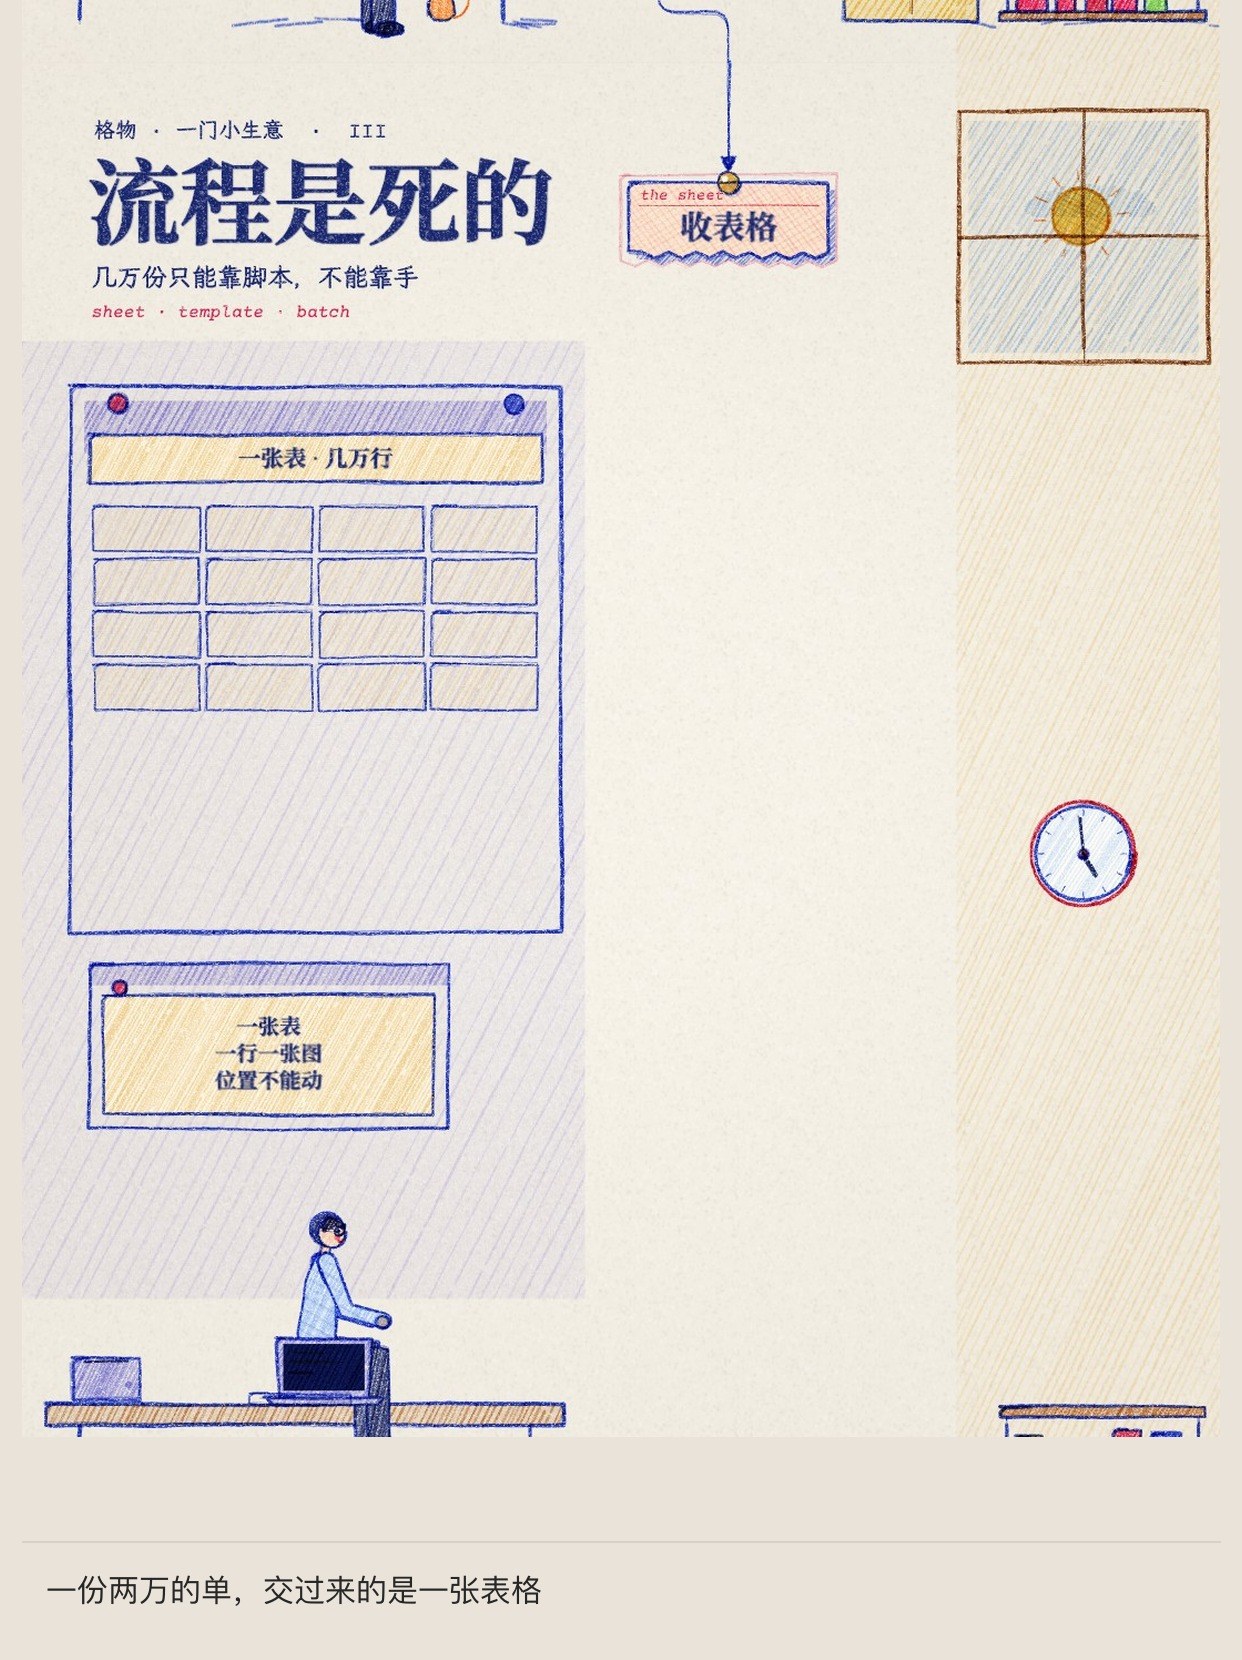 格物 · 一门小生意 · III
流程是死的
几万份只能靠脚本，不能靠手
sheet · template · batch
the sheet
收表格
一张表 · 几万行
一张表
一行一张图
位置不能动
一份两万的单，交过来的是一张表格